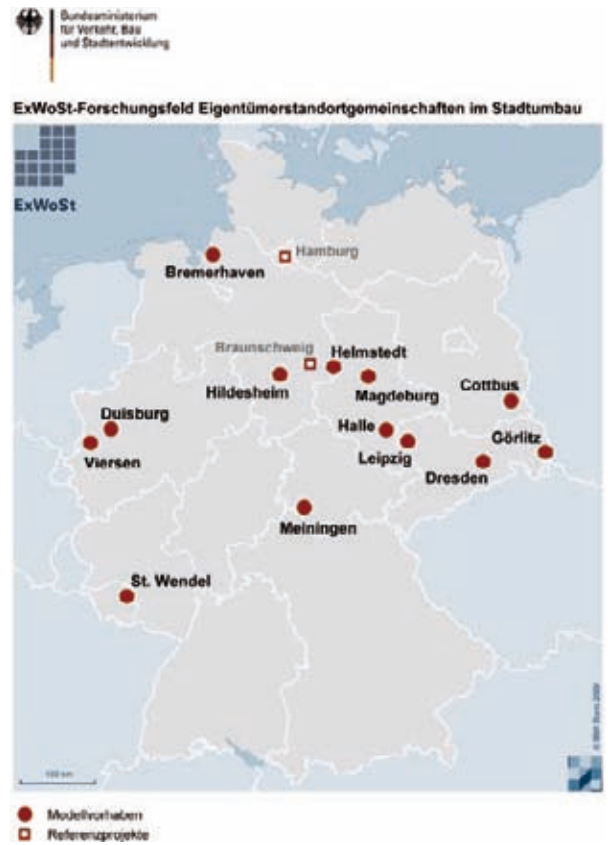 Bundesministerium
für Verkehr, Bau
und Stadtentwicklung
ExWoSt-Forschungsfeld Eigentümerstandortgemeinschaften im Stadtumbau
ExWoSt
Hamburg
Bremerhaven
Braunschweig
Helmstedt
Hildesheim
Magdeburg
Cottbus
Duisburg
Halle
Görlitz
Viersen
Leipzig
Dresden
Meiningen
St. Wendel
100 km
Modellvorhaben
Referenzprojekte